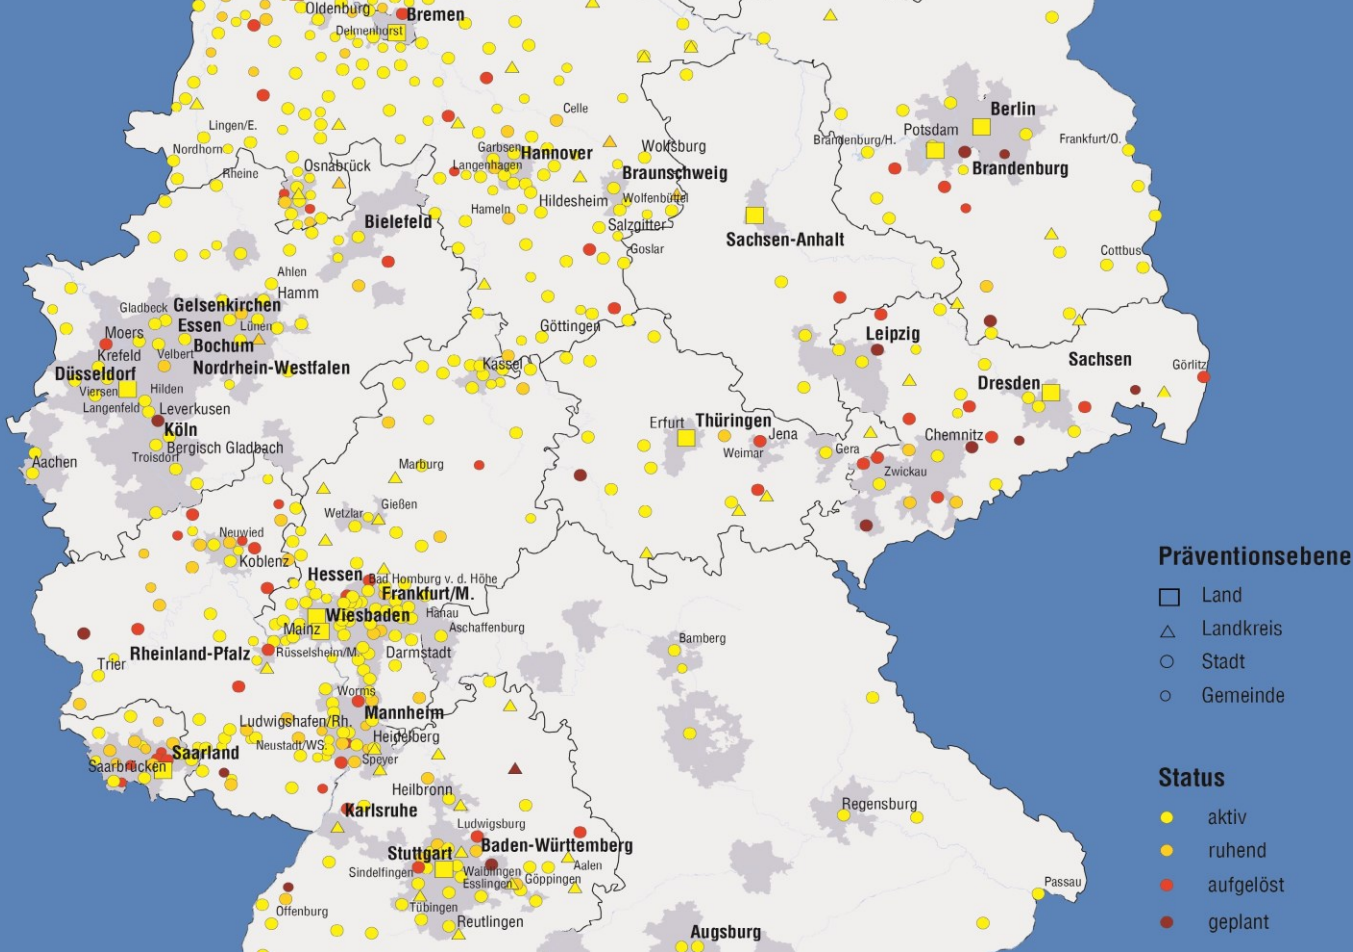 Oldenburg
Bremen
Delmenhorst
Celle
Berlin
Lingen/E.
Potsdam
Brandenburg/H.
Frankfurt/O.
Nordhorn
Garbsen
Hannover
Wolfsburg
Langenhagen
Osnabrück
Rheine
Braunschweig
Brandenburg
Wolfenbüttel
Hildesheim
Hameln
Bielefeld
Salzgitter
Sachsen-Anhalt
Goslar
Cottbus
Ahlen
Hamm
Gladbeck
Gelsenkirchen
Essen
Lünen
Göttingen
Moers
Bochum
Leipzig
Krefeld
Velbert
Nordrhein-Westfalen
Kassel
Sachsen
Görlitz
Düsseldorf
Viersen
Hilden
Dresden
Langenfeld
Leverkusen
Erfurt
Thüringen
Köln
Jena
Chemnitz
Bergisch Gladbach
Weimar
Gera
Troisdorf
Aachen
Marburg
Zwickau
Gießen
Wetzlar
Neuwied
Koblenz
Präventionsebene
Hessen
Bad Homburg v. d. Höhe
Frankfurt/M.
Land
Wiesbaden
Hanau
Mainz
Aschaffenburg
Landkreis
Bamberg
Rheinland-Pfalz
Rüsselsheim/M.
Darmstadt
Trier
Stadt
Worms
Gemeinde
Mannheim
Ludwigshafen/Rh.
Heidelberg
Neustadt/WS.
Saarland
Speyer
Saarbrücken
Status
Heilbronn
Karlsruhe
Regensburg
aktiv
Ludwigsburg
Baden-Württemberg
Stuttgart
ruhend
Sindelfingen
Waiblingen
Aalen
Esslingen
Göppingen
aufgelöst
Passau
Offenburg
Tübingen
Reutlingen
geplant
Augsburg